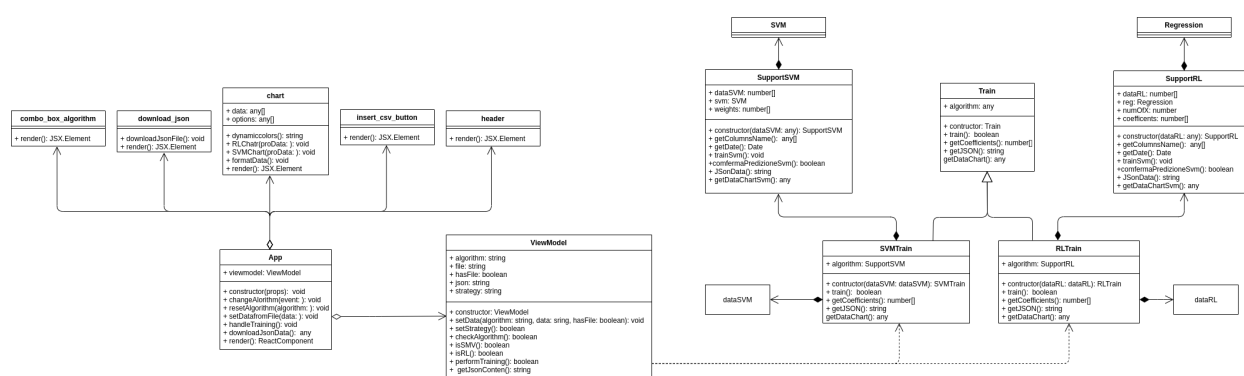 SVM
Regression
SupportSVM
+ dataSVM: number[]
+ svm: SVM
+ weights: number[]
+ constructor(dataSVM: any): SupportSVM
+ getColumnsName(): any[]
+ getDate(): Date
+ trainSvm(): void
+comfermaPredizioneSvm(): boolean
+ JSonData(): string
+ getDataChartSvm(): any
Train
+ algorithm: any
+ contructor: Train
+ train(): boolean
+ getCoefficients(): number[]
+ getJSON(): string
getDataChart(): any
SupportRL
+ dataRL: number[]
+ reg: Regression
+ numOfX: number
+ coefficents: number[]
+ constructor(dataRL: any): SupportRL
+ getColumnsName(): any[]
+ getDate(): Date
+ trainSvm(): void
+comfermaPredizioneSvm(): boolean
+ JSonData(): string
+ getDataChartSvm(): any
combo_box_algorithm
+ render(): JSX.Element
download_json
+ downloadJsonFile(): void
+ render(): JSX.Element
chart
+ data: any[]
+ options: any[]
+ dynamiccolors(): string
+ RLChatr(proData: ): void
+ SVMChart(proData: ): void
+ formatData(): void
+ render(): JSX.Element
insert_csv_button
+ render(): JSX.Element
header
+ render(): JSX.Element
App
+ viewmodel: ViewModel
+ constructor(props): void
+ changeAlorithm(event: ): void
+ resetAlgorithm(algorithm: ): void
+ setDatafromFile(data: ): void
+ handleTraining(): void
+ downloadJsonData(): any
+ render(): ReactComponent
ViewModel
+ algorithm: string
+ file: string
+ hasFile: boolean
+ json: string
+ strategy: string
+ constructor: ViewModel
+ setData(algorithm: string, data: sring, hasFile: boolean): void
+ setStrategy(): boolean
+ checkAlgorithm(): boolean
+ isSMV(): boolean
+ isRL(): boolean
+ performTraining(): boolean
+ getJsonConten(): string
SVMTrain
+ algorithm: SupportSVM
+ contructor(dataSVM: dataSVM): SVMTrain
+ train(): boolean
+ getCoefficients(): number[]
+ getJSON(): string
getDataChart(): any
RLTrain
+ algorithm: SupportRL
+ contructor(dataRL: dataRL): RLTrain
+ train(): boolean
+ getCoefficients(): number[]
+ getJSON(): string
getDataChart(): any
dataSVM
dataRL